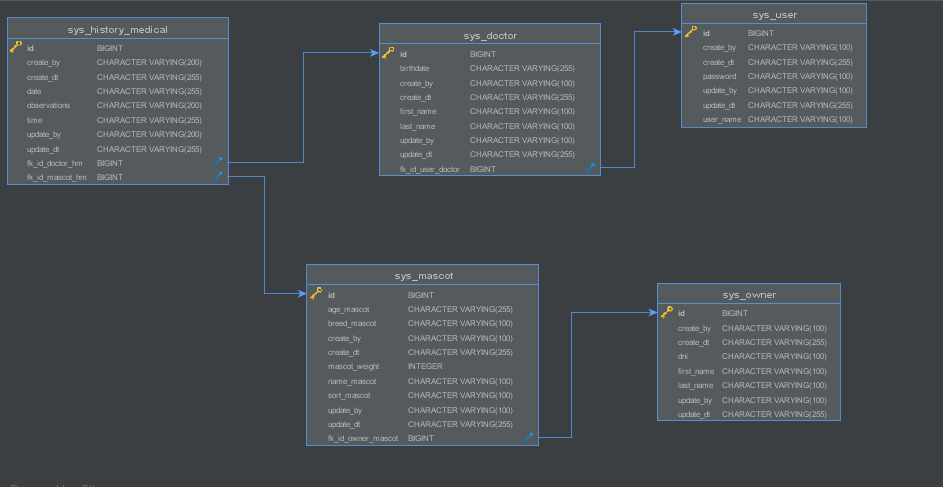 sys_history_medical
id BIGINT
create_by CHARACTER VARYING(200)
create_dt CHARACTER VARYING(255)
date CHARACTER VARYING(255)
observations CHARACTER VARYING(200)
time CHARACTER VARYING(255)
update_by CHARACTER VARYING(200)
update_dt CHARACTER VARYING(255)
fk_id_doctor_hm BIGINT
fk_id_mascot_hm BIGINT
sys_doctor
id BIGINT
birthdate CHARACTER VARYING(255)
create_by CHARACTER VARYING(100)
create_dt CHARACTER VARYING(255)
first_name CHARACTER VARYING(100)
last_name CHARACTER VARYING(100)
update_by CHARACTER VARYING(100)
update_dt CHARACTER VARYING(255)
fk_id_user_doctor BIGINT
sys_user
id BIGINT
create_by CHARACTER VARYING(100)
create_dt CHARACTER VARYING(255)
password CHARACTER VARYING(100)
update_by CHARACTER VARYING(100)
update_dt CHARACTER VARYING(255)
user_name CHARACTER VARYING(100)
sys_mascot
id BIGINT
age_mascot CHARACTER VARYING(255)
breed_mascot CHARACTER VARYING(100)
create_by CHARACTER VARYING(100)
create_dt CHARACTER VARYING(255)
mascot_weight INTEGER
name_mascot CHARACTER VARYING(100)
sort_mascot CHARACTER VARYING(100)
update_by CHARACTER VARYING(100)
update_dt CHARACTER VARYING(255)
fk_id_owner_mascot BIGINT
sys_owner
id BIGINT
create_by CHARACTER VARYING(100)
create_dt CHARACTER VARYING(255)
dni CHARACTER VARYING(100)
first_name CHARACTER VARYING(100)
last_name CHARACTER VARYING(100)
update_by CHARACTER VARYING(100)
update_dt CHARACTER VARYING(255)